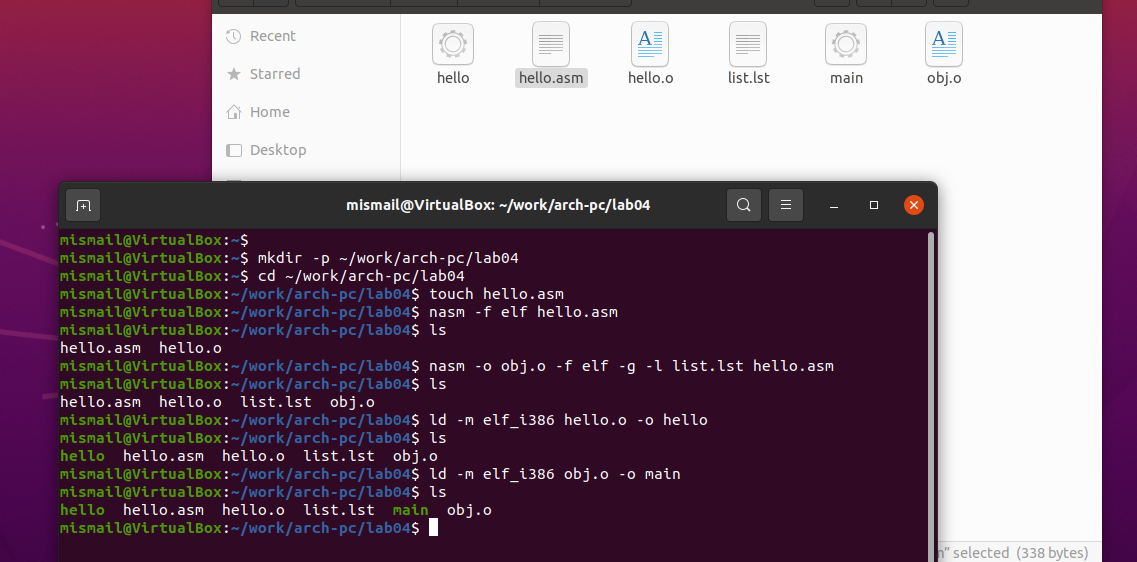 Recent
Starred
Home
Desktop
hello hello.asm hello.o list.lst main obj.o
mismail@VirtualBox: ~/work/arch-pc/lab04
mismail@VirtualBox:~$
mismail@VirtualBox:~$ mkdir -p ~/work/arch-pc/lab04
mismail@VirtualBox:~$ cd ~/work/arch-pc/lab04
mismail@VirtualBox:~/work/arch-pc/lab04$ touch hello.asm
mismail@VirtualBox:~/work/arch-pc/lab04$ nasm -f elf hello.asm
mismail@VirtualBox:~/work/arch-pc/lab04$ ls
hello.asm  hello.o
mismail@VirtualBox:~/work/arch-pc/lab04$ nasm -o obj.o -f elf -g -l list.lst hello.asm
mismail@VirtualBox:~/work/arch-pc/lab04$ ls
hello.asm  hello.o  list.lst  obj.o
mismail@VirtualBox:~/work/arch-pc/lab04$ ld -m elf_i386 hello.o -o hello
mismail@VirtualBox:~/work/arch-pc/lab04$ ls
hello  hello.asm  hello.o  list.lst  obj.o
mismail@VirtualBox:~/work/arch-pc/lab04$ ld -m elf_i386 obj.o -o main
mismail@VirtualBox:~/work/arch-pc/lab04$ ls
hello  hello.asm  hello.o  list.lst  main  obj.o
mismail@VirtualBox:~/work/arch-pc/lab04$
m" selected (338 bytes)